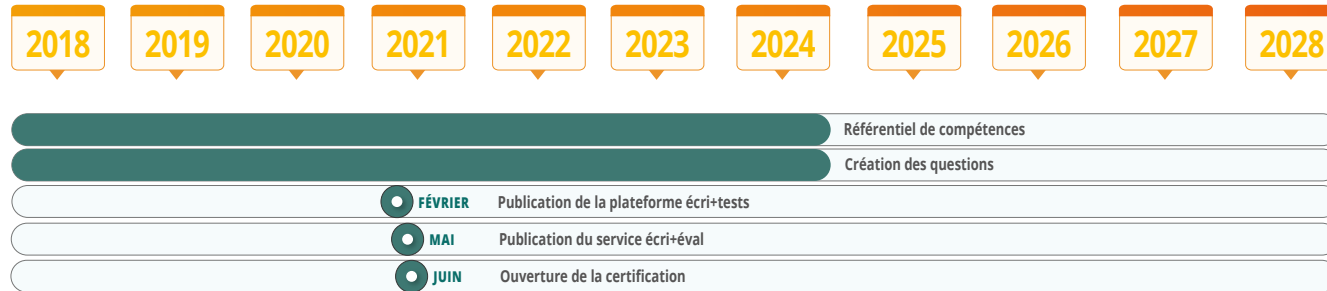 2018 2019 2020 2021 2022 2023 2024 2025 2026 2027 2028
Référentiel de compétences
Création des questions
FÉVRIER Publication de la plateforme écri+tests
MAI Publication du service écri+éval
JUIN Ouverture de la certification